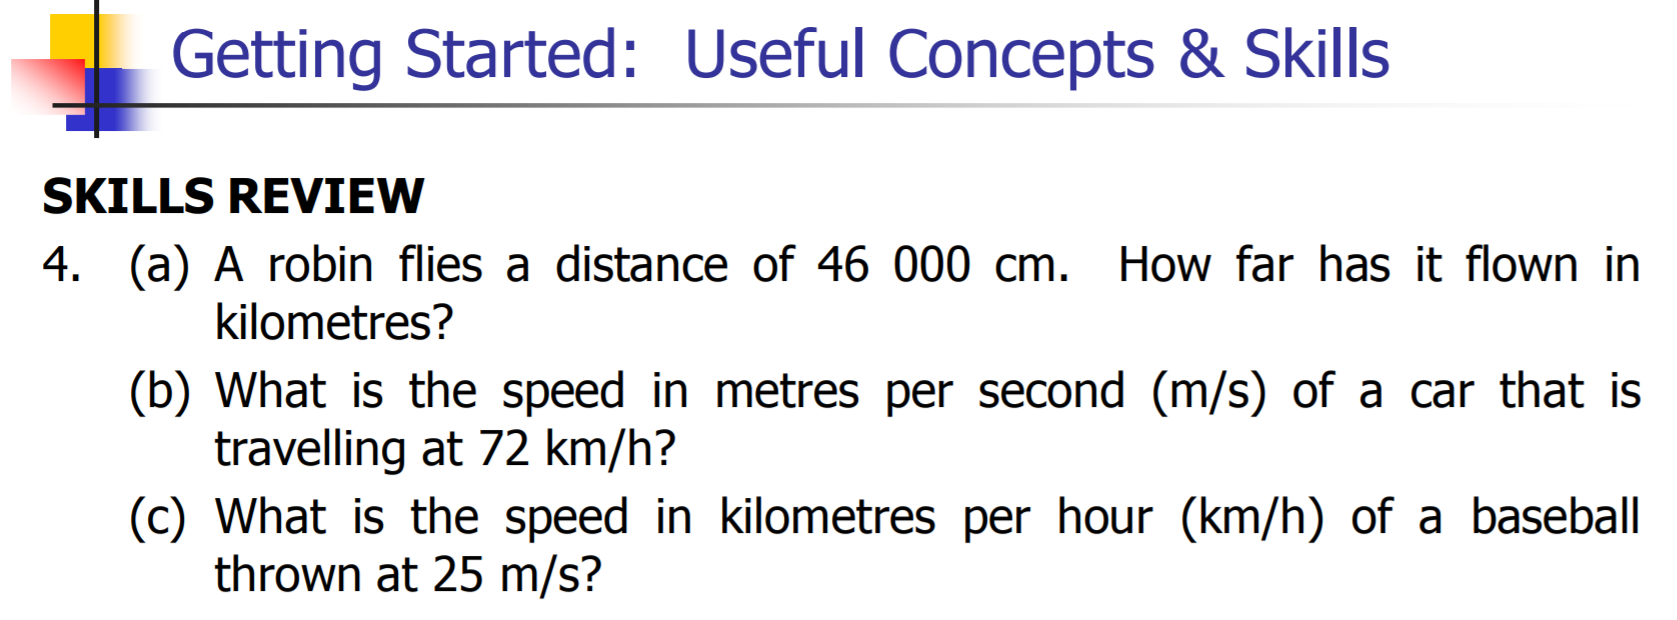 Getting Started: Useful Concepts & Skills
SKILLS REVIEW
4. (a) A robin flies a distance of 46 000 cm. How far has it flown in
kilometres?
(b) What is the speed in metres per second (m/s) of a car that is
travelling at 72 km/h?
(c) What is the speed in kilometres per hour (km/h) of a baseball
thrown at 25 m/s?